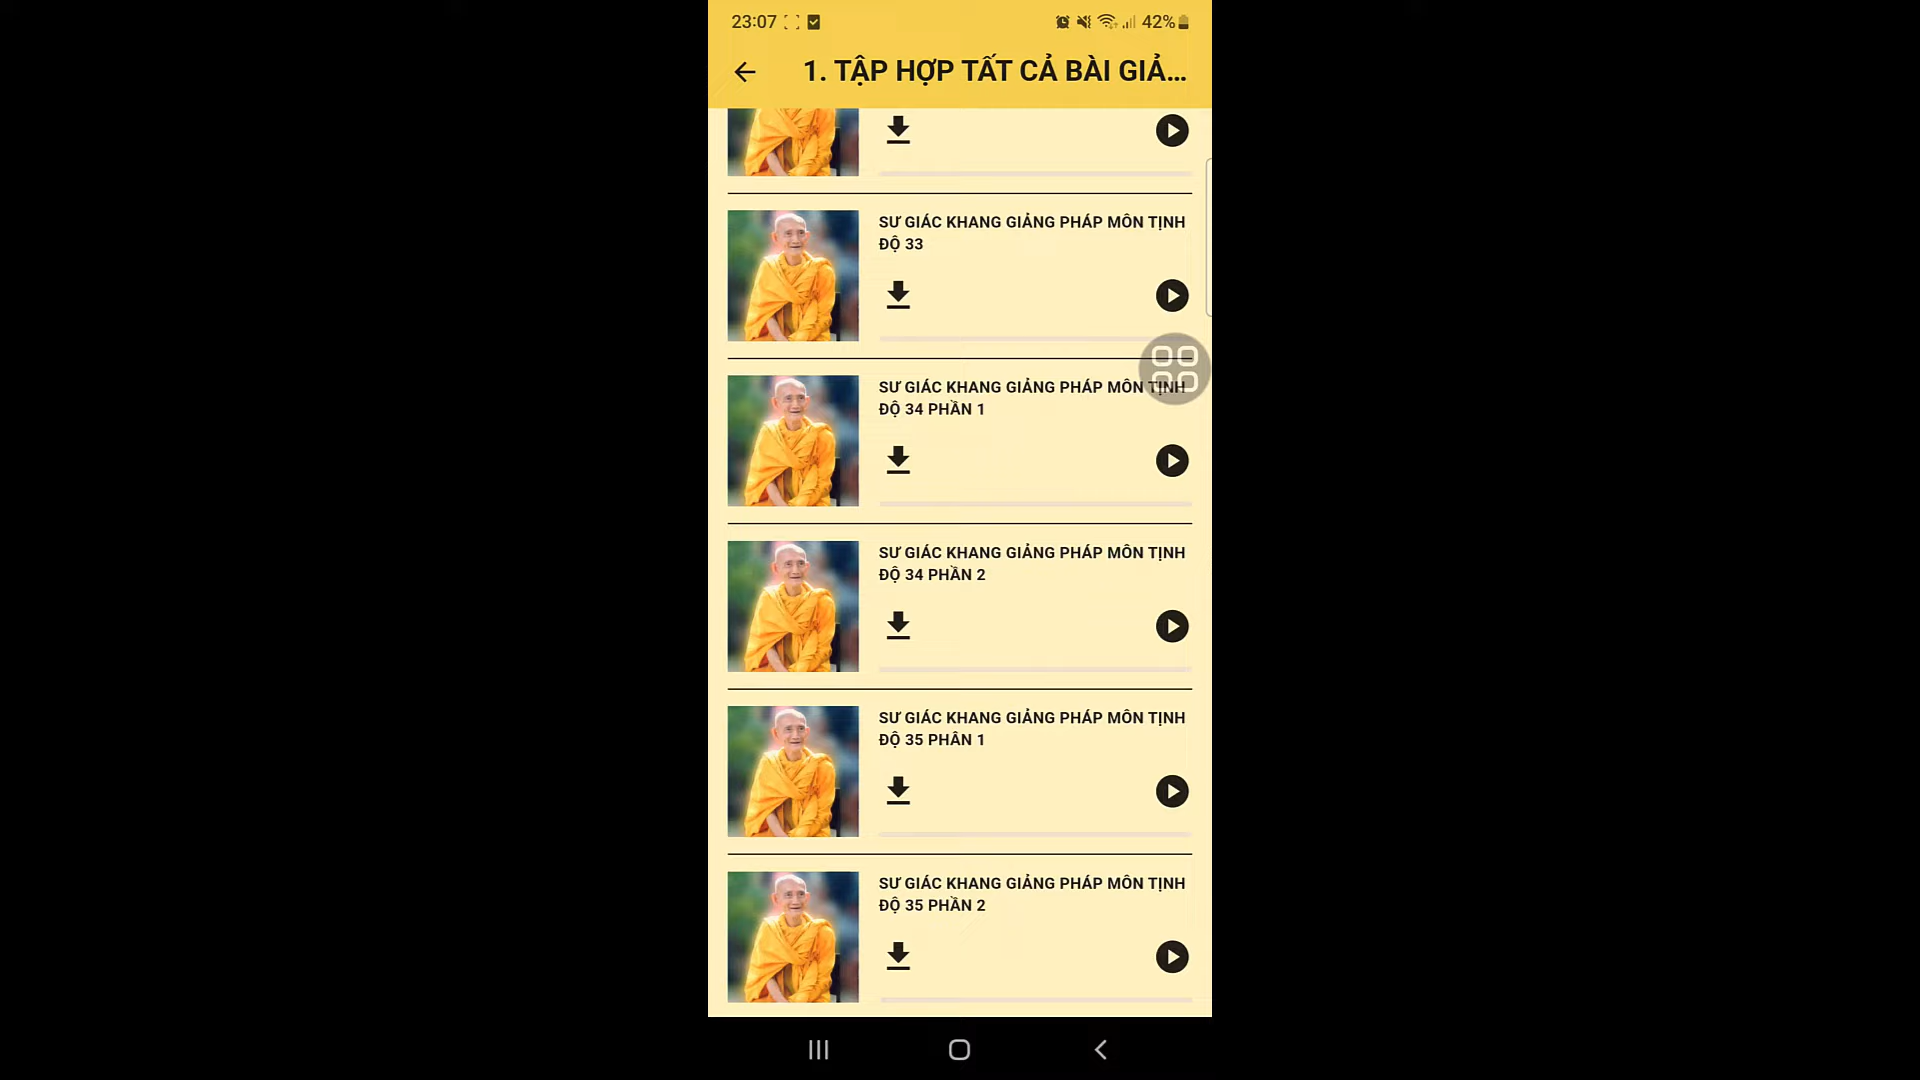 23:07
42%
1. TẬP HỢP TẤT CẢ BÀI GIẢ...
SƯ GIÁC KHANG GIẢNG PHÁP MÔN TỊNH
ĐỘ 33
SƯ GIÁC KHANG GIẢNG PHÁP MÔN TỊNH
ĐỘ 34 PHẦN 1
SƯ GIÁC KHANG GIẢNG PHÁP MÔN TỊNH
ĐỘ 34 PHẦN 2
SƯ GIÁC KHANG GIẢNG PHÁP MÔN TỊNH
ĐỘ 35 PHÂN 1
SƯ GIÁC KHANG GIẢNG PHÁP MÔN TỊNH
ĐỘ 35 PHẦN 2